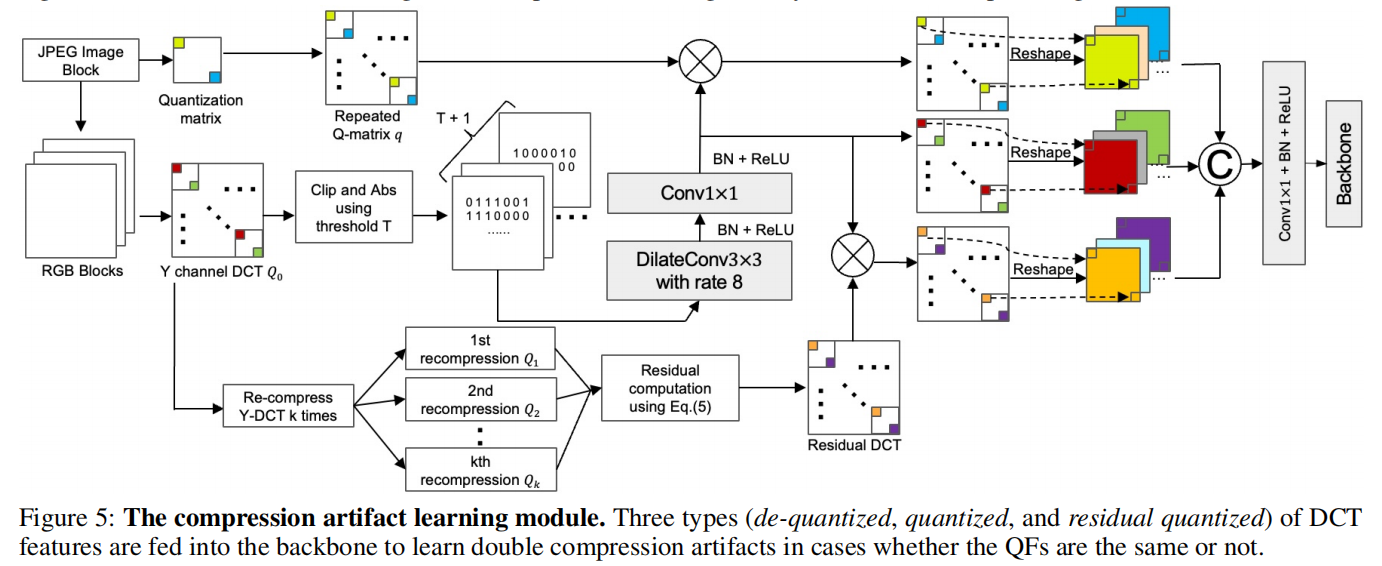 JPEG Image
Block
Quantization
matrix
Repeated
Q-matrix q
T + 1
1000010
00
0111001
1110000
......
RGB Blocks
Y channel DCT Q₀
Clip and Abs
using
threshold T
BN + ReLU
Conv1×1
BN + ReLU
DilateConv3×3
with rate 8
Reshape
...
Reshape
...
Reshape
...
C
Conv1×1 + BN + ReLU
Backbone
Re-compress
Y-DCT k times
1st
recompression Q₁
2nd
recompression Q₂
kth
recompression Qₖ
Residual
computation
using Eq.(5)
Residual DCT
Figure 5: The compression artifact learning module. Three types (de-quantized, quantized, and residual quantized) of DCT
features are fed into the backbone to learn double compression artifacts in cases whether the QFs are the same or not.